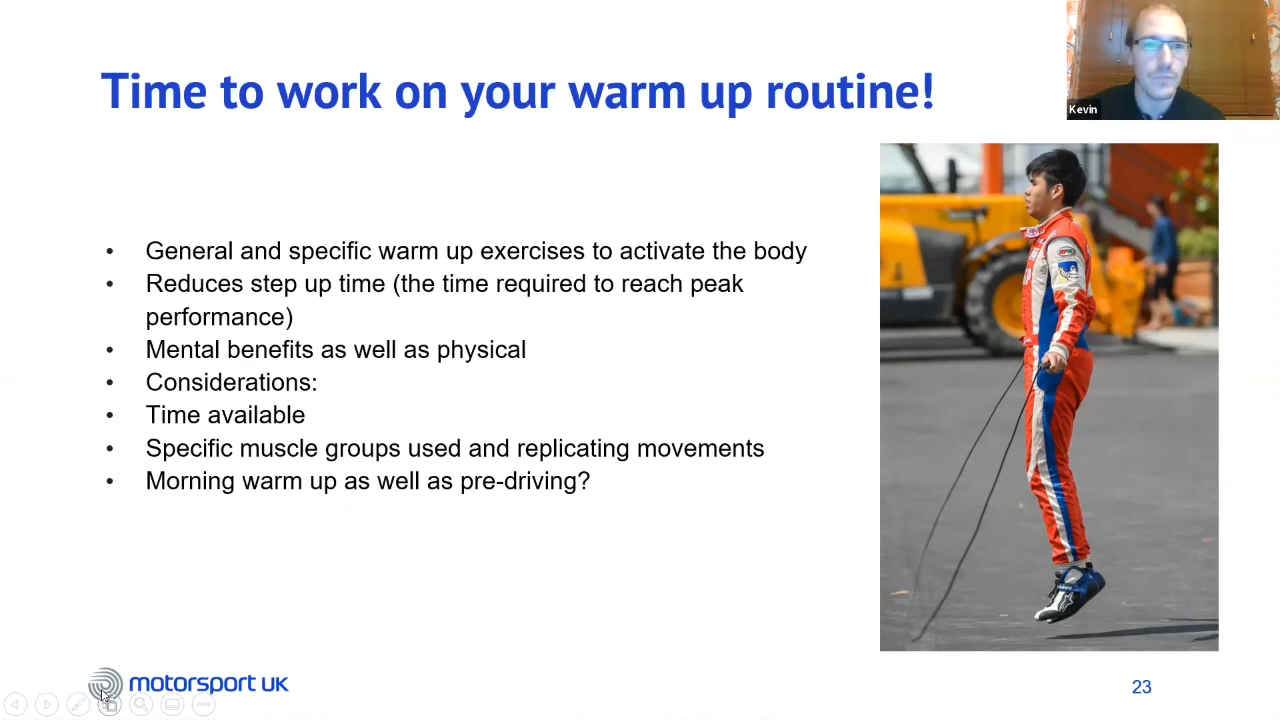 Time to work on your warm up routine!
Kevin
• General and specific warm up exercises to activate the body
• Reduces step up time (the time required to reach peak
performance)
• Mental benefits as well as physical
• Considerations:
• Time available
• Specific muscle groups used and replicating movements
• Morning warm up as well as pre-driving?
motorsport UK
23